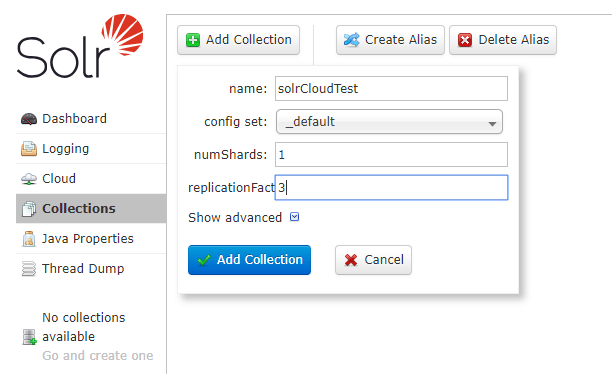 Solr
Add Collection
Create Alias
Delete Alias
name: solrCloudTest
config set: _default
numShards: 1
replicationFact 3
Show advanced
Add Collection
Cancel
Dashboard
Logging
Cloud
Collections
Java Properties
Thread Dump
No collections
available
Go and create one